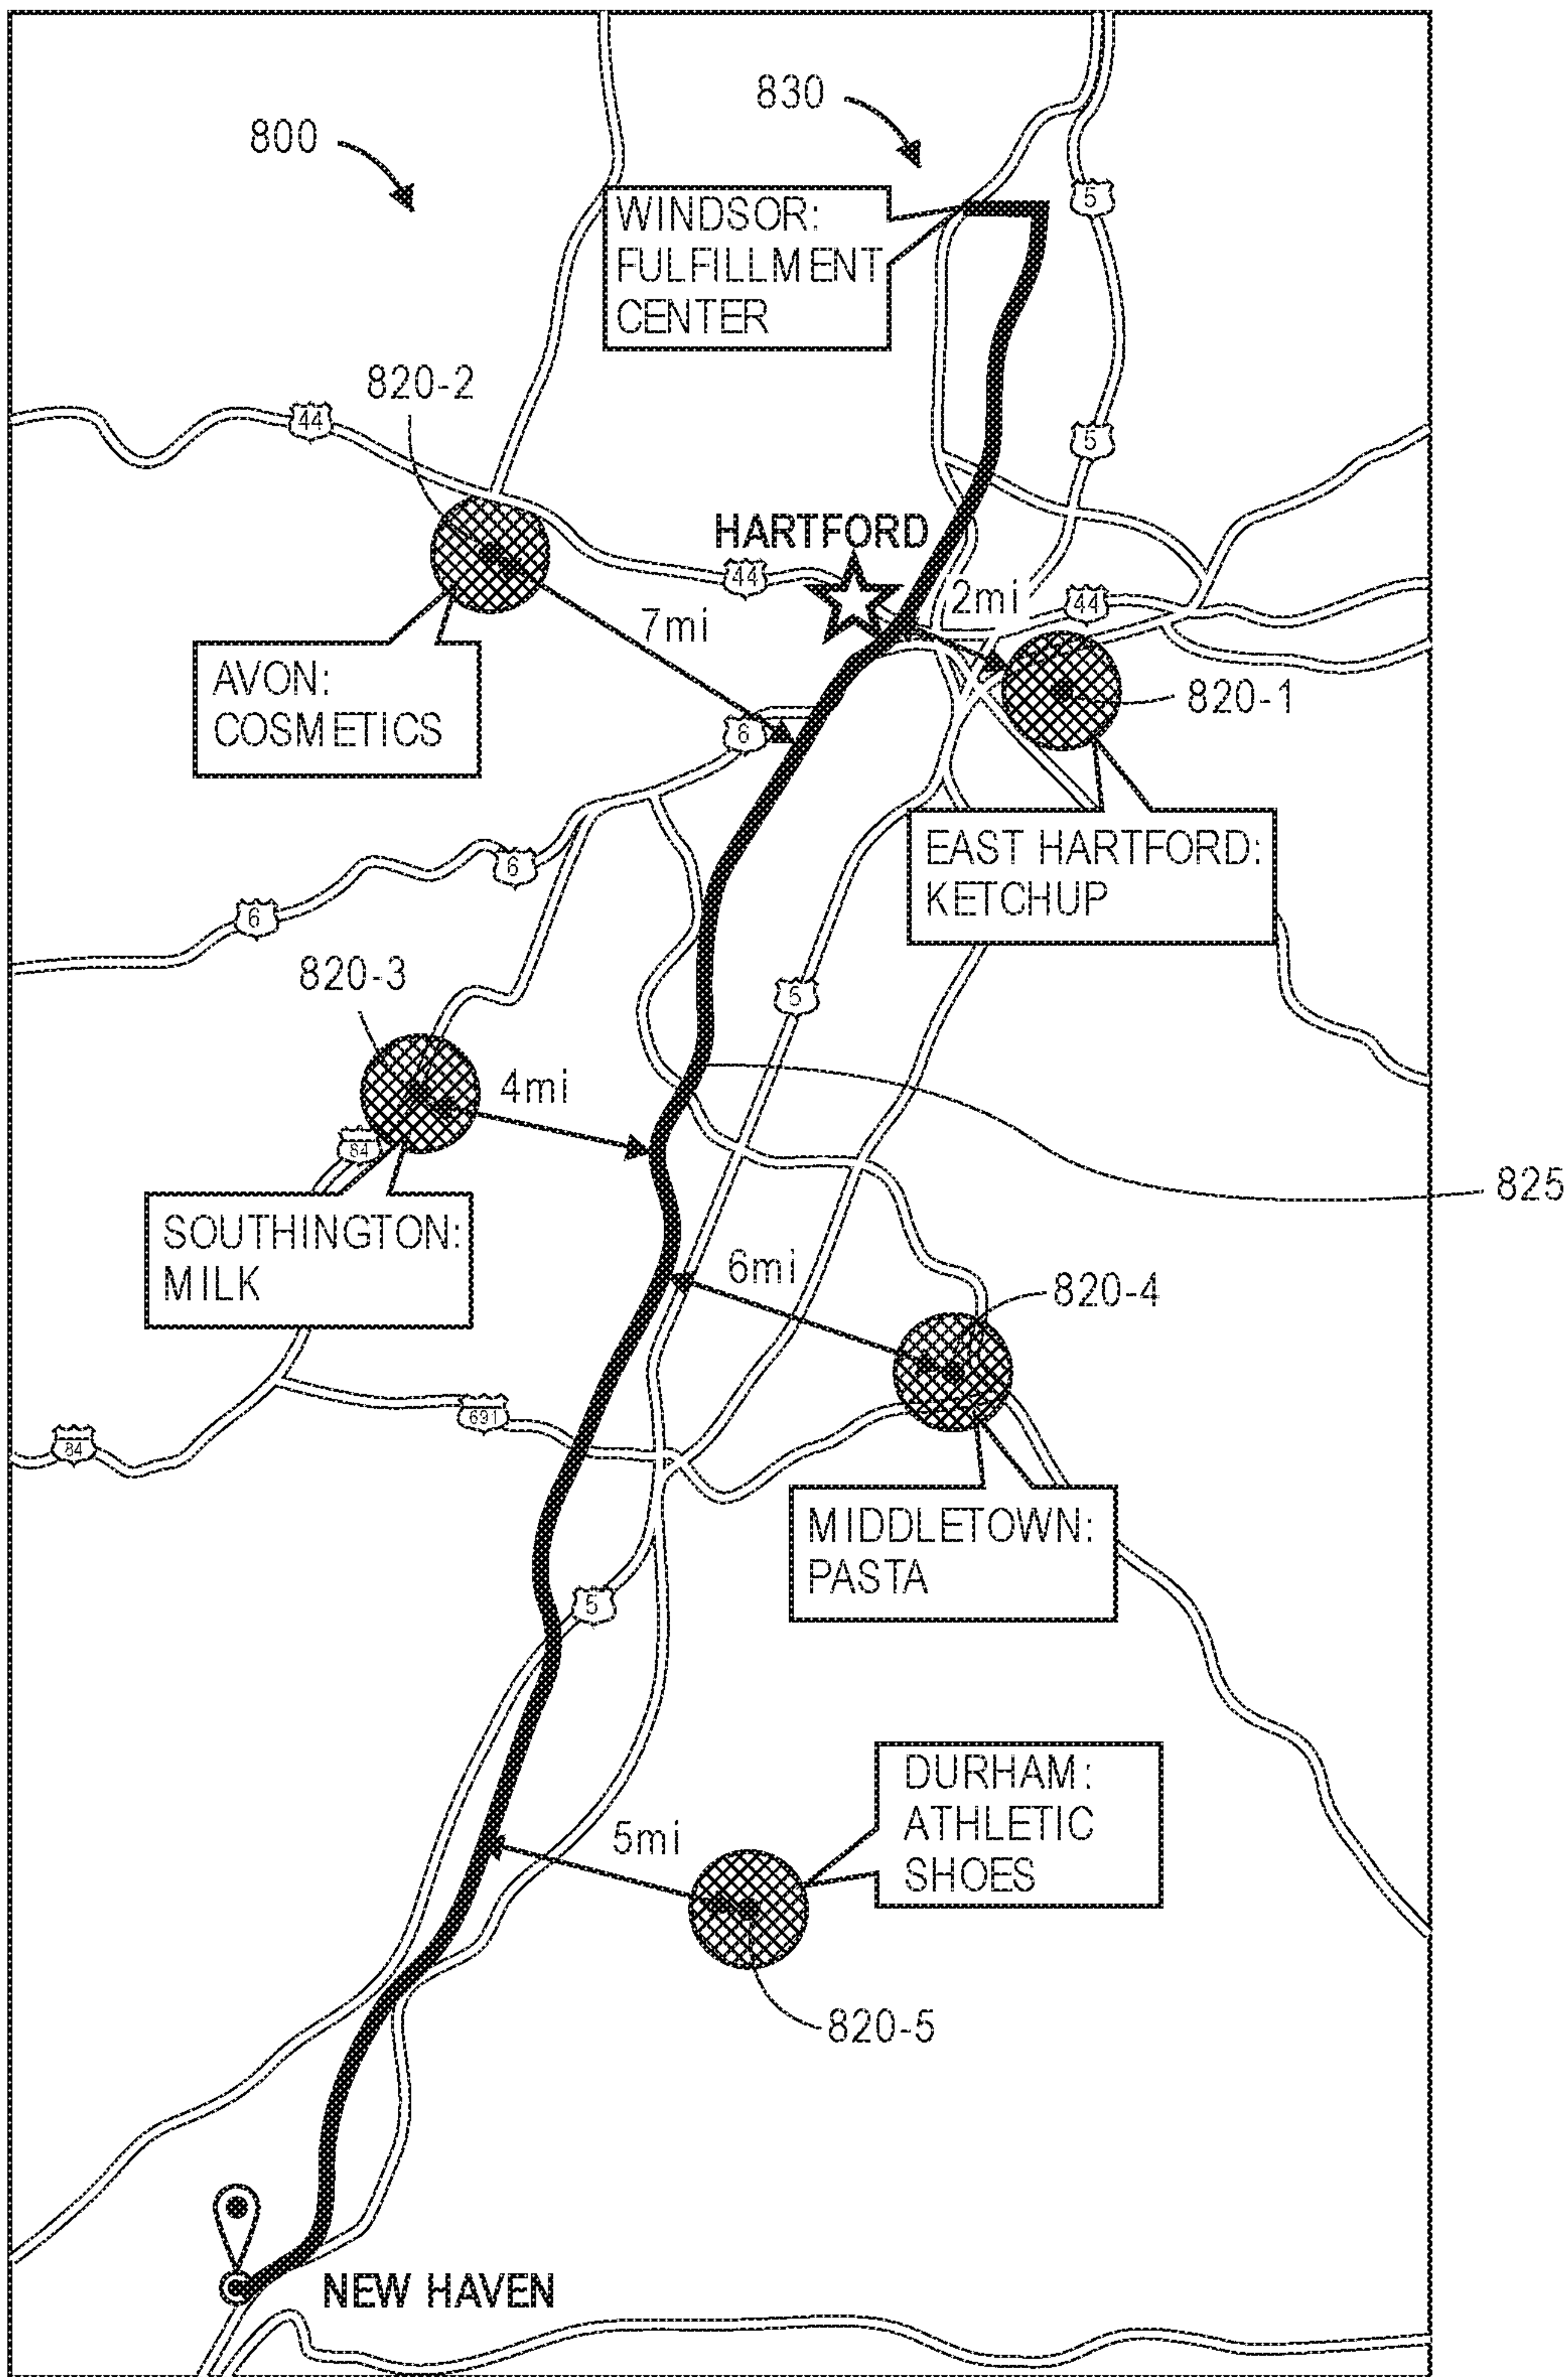 830
800
5
WINDSOR:
FULFILLMENT
CENTER
820-2
44
5
HARTFORD
44
2mi
44
7mi
AVON:
COSMETICS
820-1
6
EAST HARTFORD:
KETCHUP
6
6
820-3
5
4mi
84
825
SOUTHINGTON:
MILK
6mi
820-4
691
84
MIDDLETOWN:
PASTA
5
DURHAM:
ATHLETIC
SHOES
5mi
820-5
NEW HAVEN